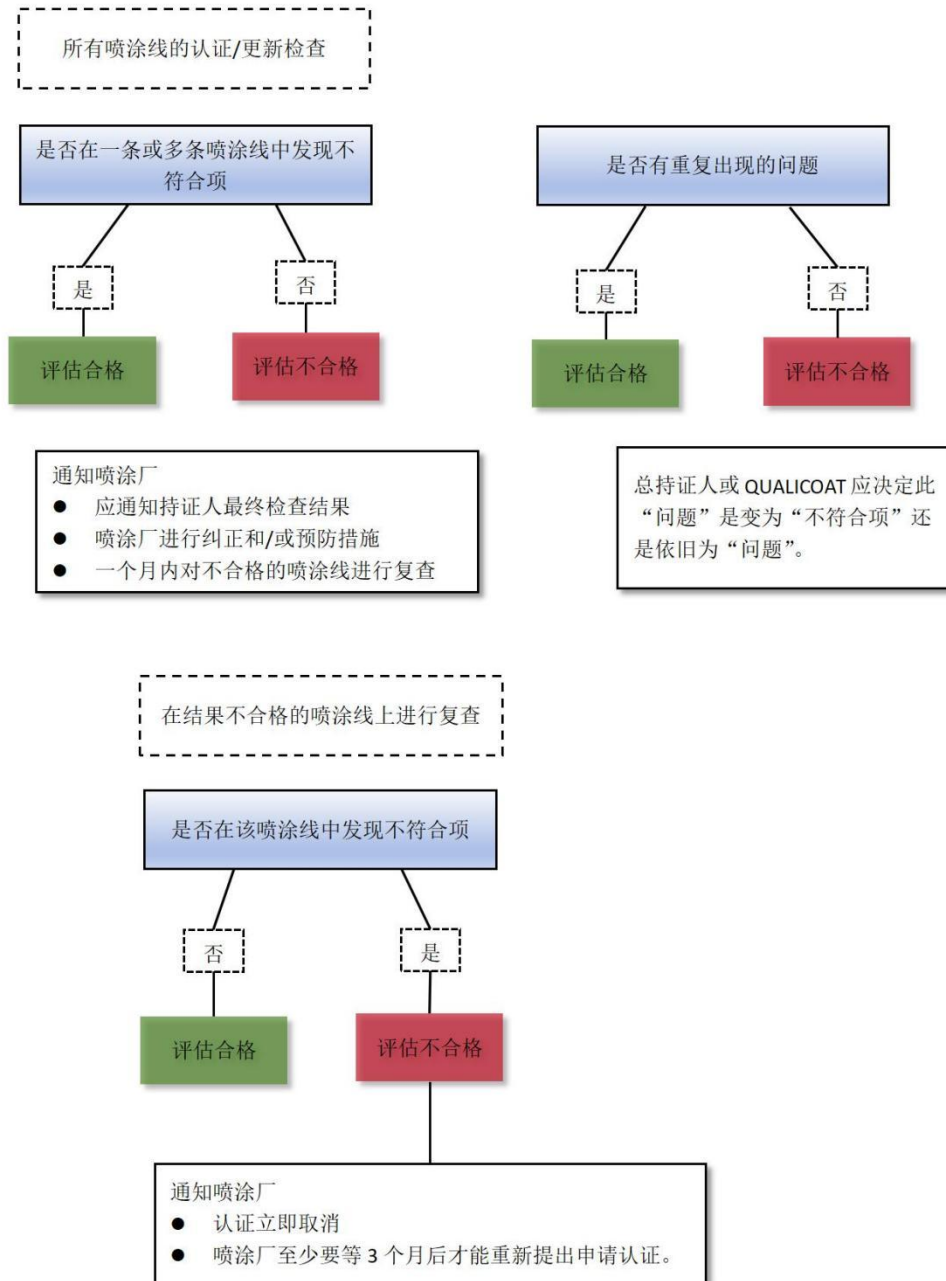 所有喷涂线的认证/更新检查
是否在一条或多条喷涂线中发现不
符合项
是
否
评估合格
评估不合格
是否有重复出现的问题
是
否
评估合格
评估不合格
通知喷涂厂
● 应通知持证人最终检查结果
● 喷涂厂进行纠正和/或预防措施
● 一个月内对不合格的喷涂线进行复查
总持证人或 QUALICOAT 应决定此
“问题”是变为“不符合项”还
是依旧为“问题”。
在结果不合格的喷涂线上进行复查
是否在该喷涂线中发现不符合项
否
是
评估合格
评估不合格
通知喷涂厂
● 认证立即取消
● 喷涂厂至少要等 3 个月后才能重新提出申请认证。